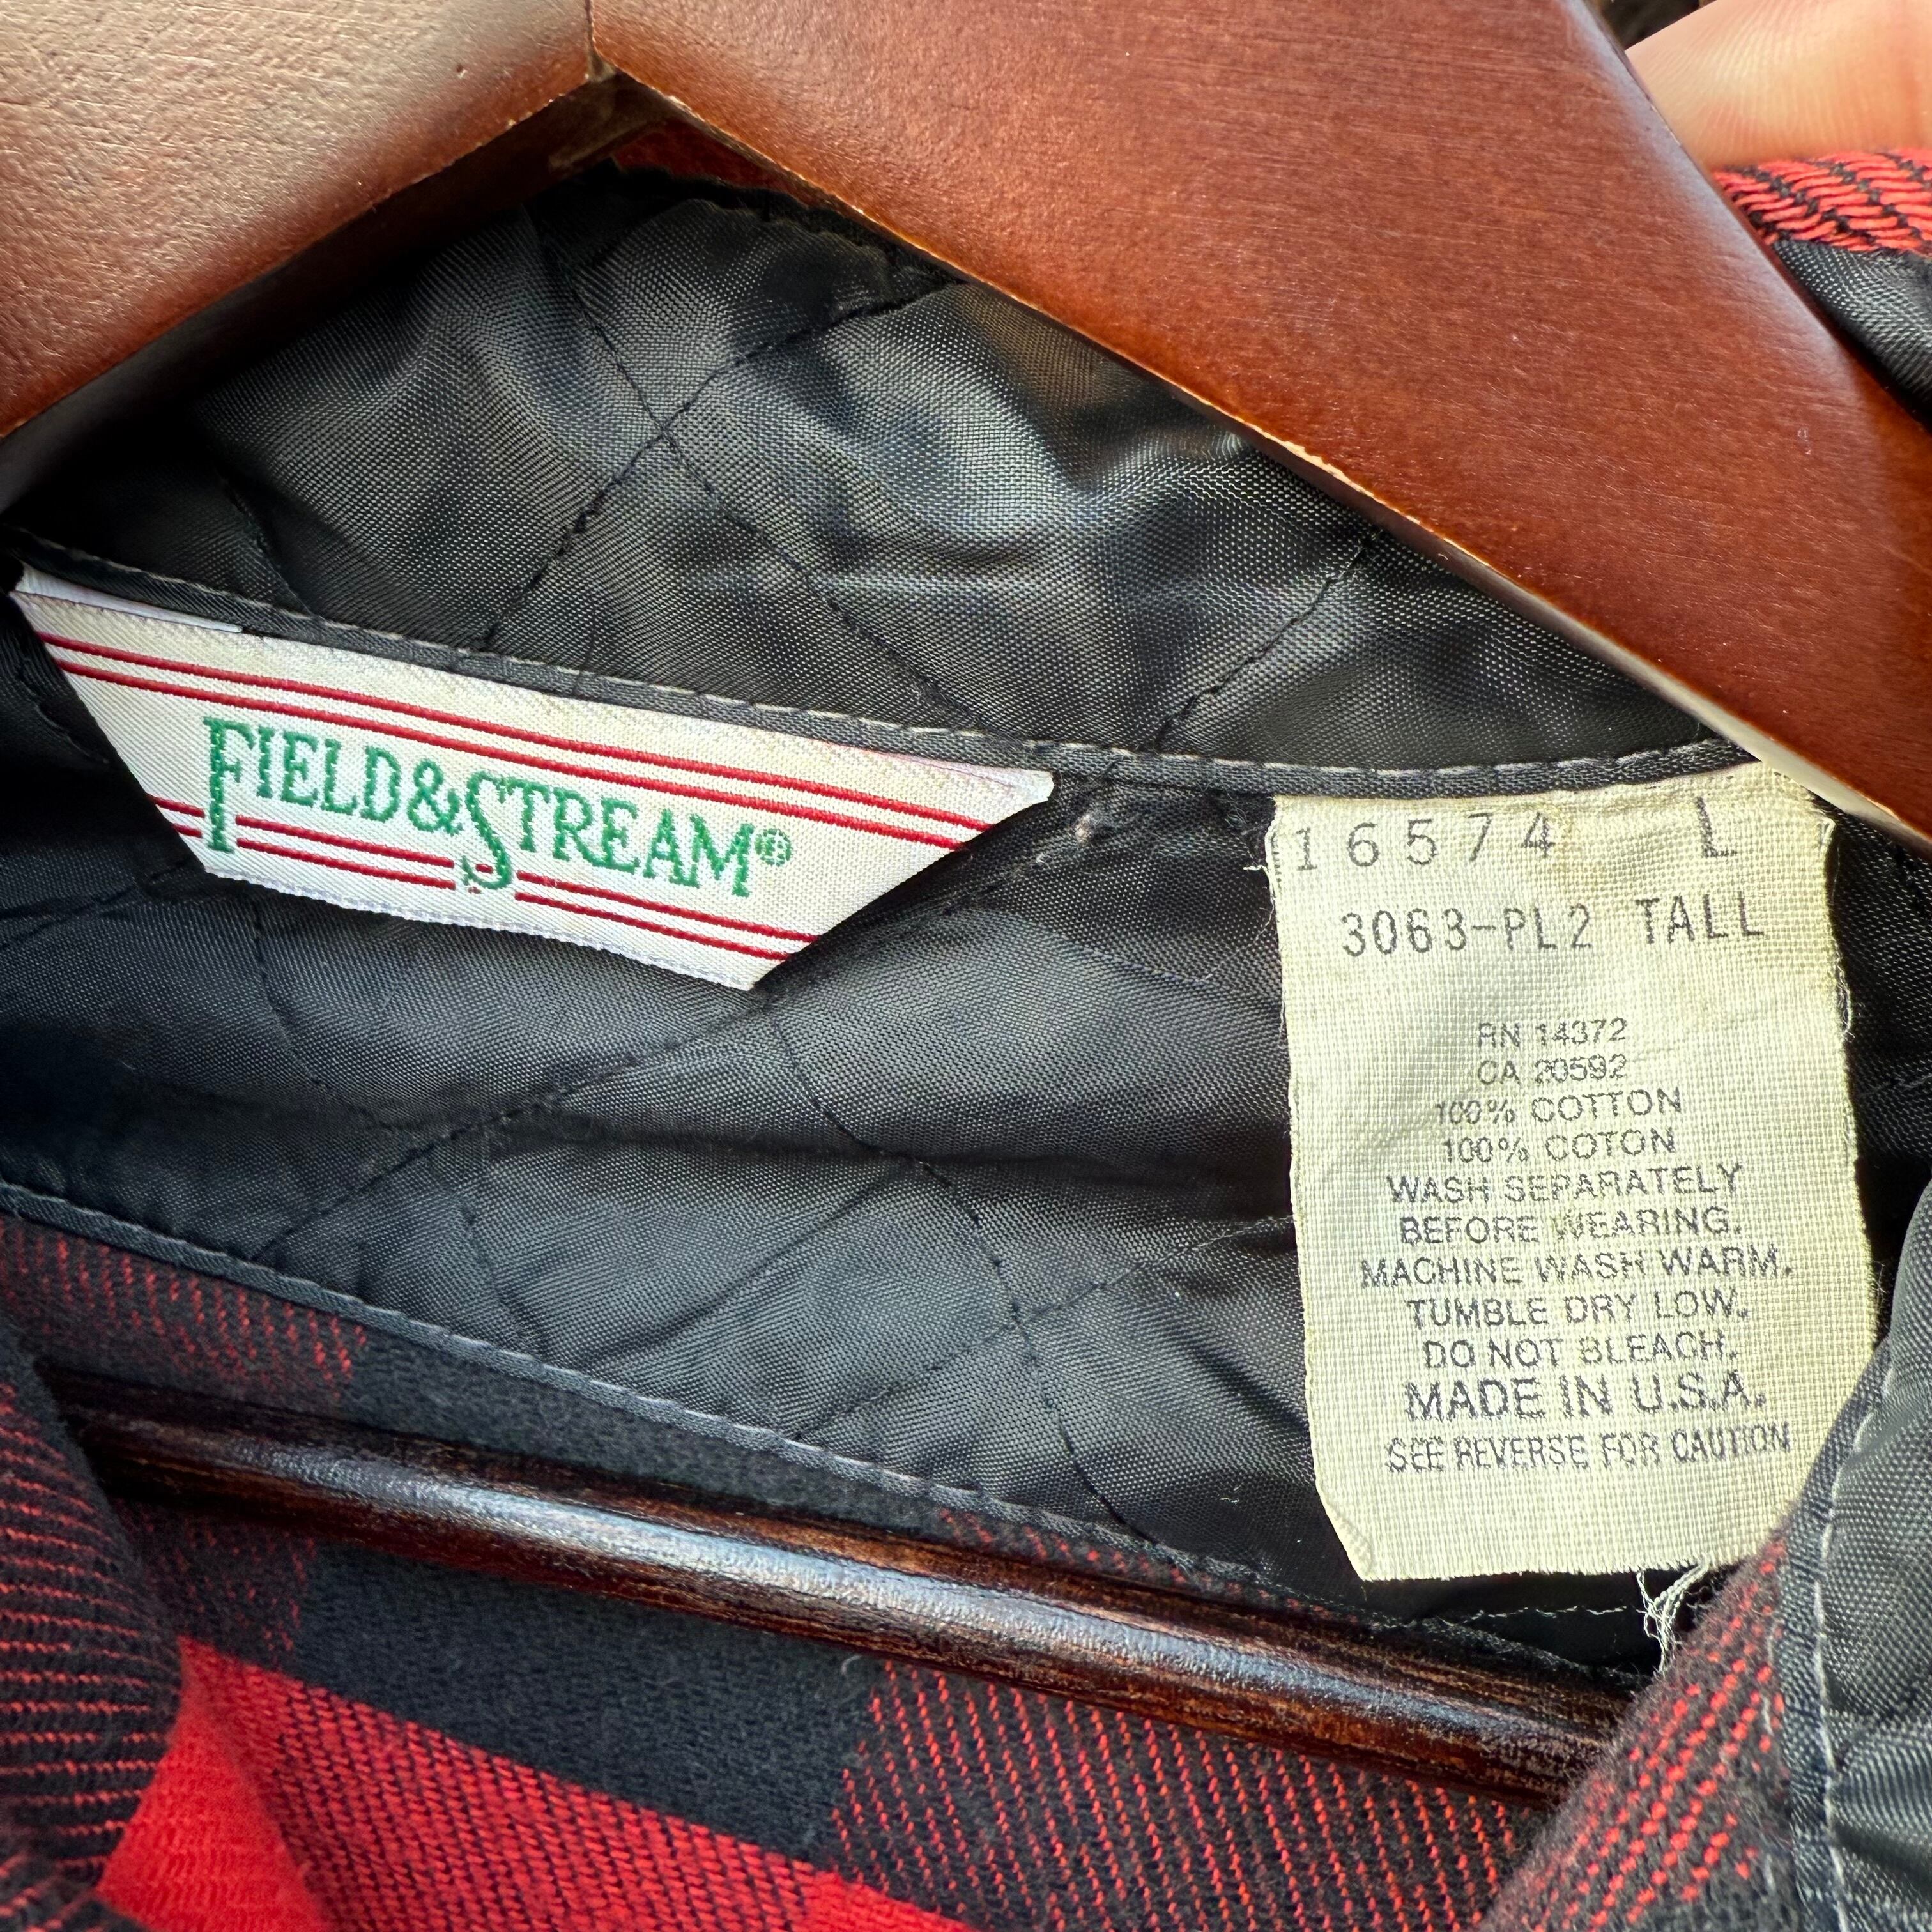 FIELD&STREAM®
16574 L
3063-PL2 TALL
RN 14372
CA 20592
100% COTTON
100% COTON
WASH SEPARATELY
BEFORE WEARING.
MACHINE WASH WARM.
TUMBLE DRY LOW.
DO NOT BLEACH.
MADE IN U.S.A.
SEE REVERSE FOR CAUTION